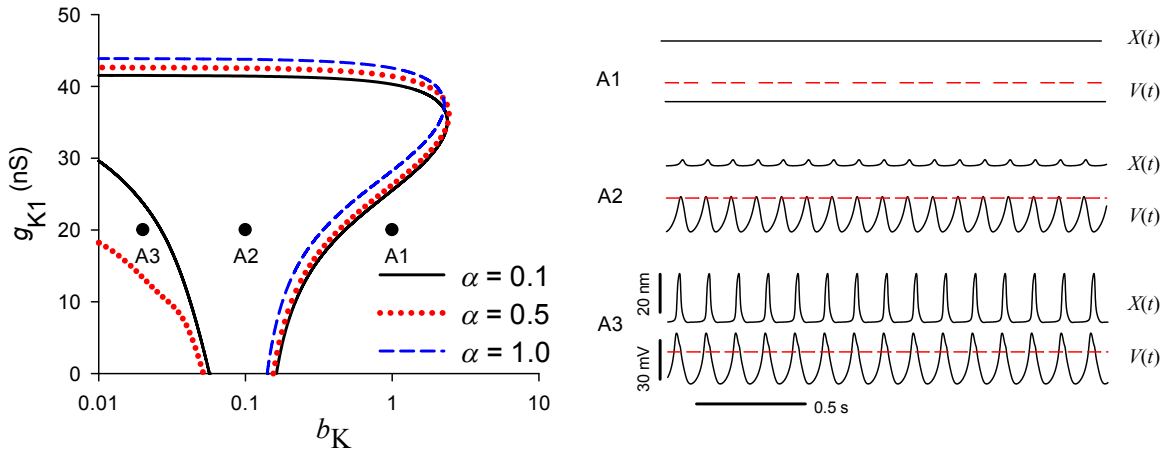 50
40
30
20
10
0
g_K1 (nS)
0.01
0.1
1
10
b_K
A3
A2
A1
α = 0.1
α = 0.5
α = 1.0
A1
X(t)
V(t)
A2
X(t)
V(t)
A3
20 nm
X(t)
30 mV
V(t)
0.5 s